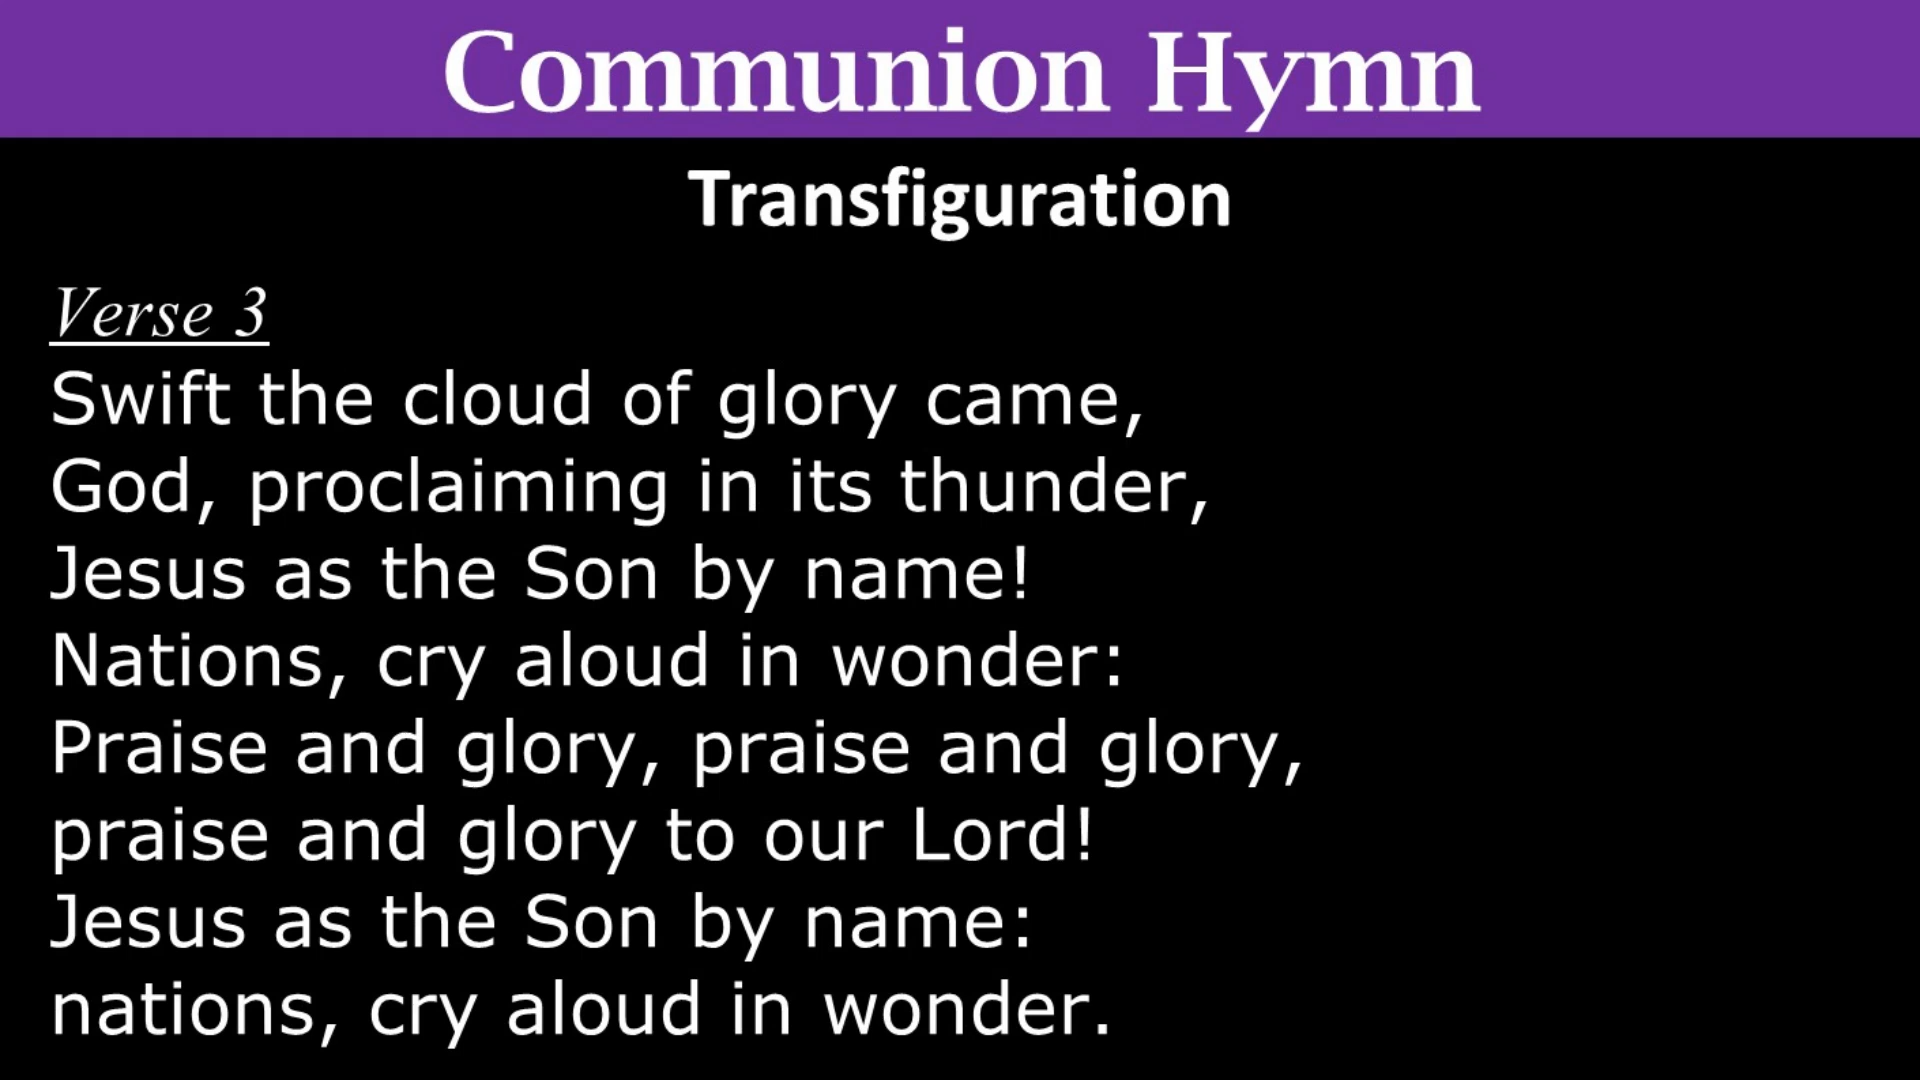 Communion Hymn
Transfiguration
Verse 3
Swift the cloud of glory came,
God, proclaiming in its thunder,
Jesus as the Son by name!
Nations, cry aloud in wonder:
Praise and glory, praise and glory,
praise and glory to our Lord!
Jesus as the Son by name:
nations, cry aloud in wonder.